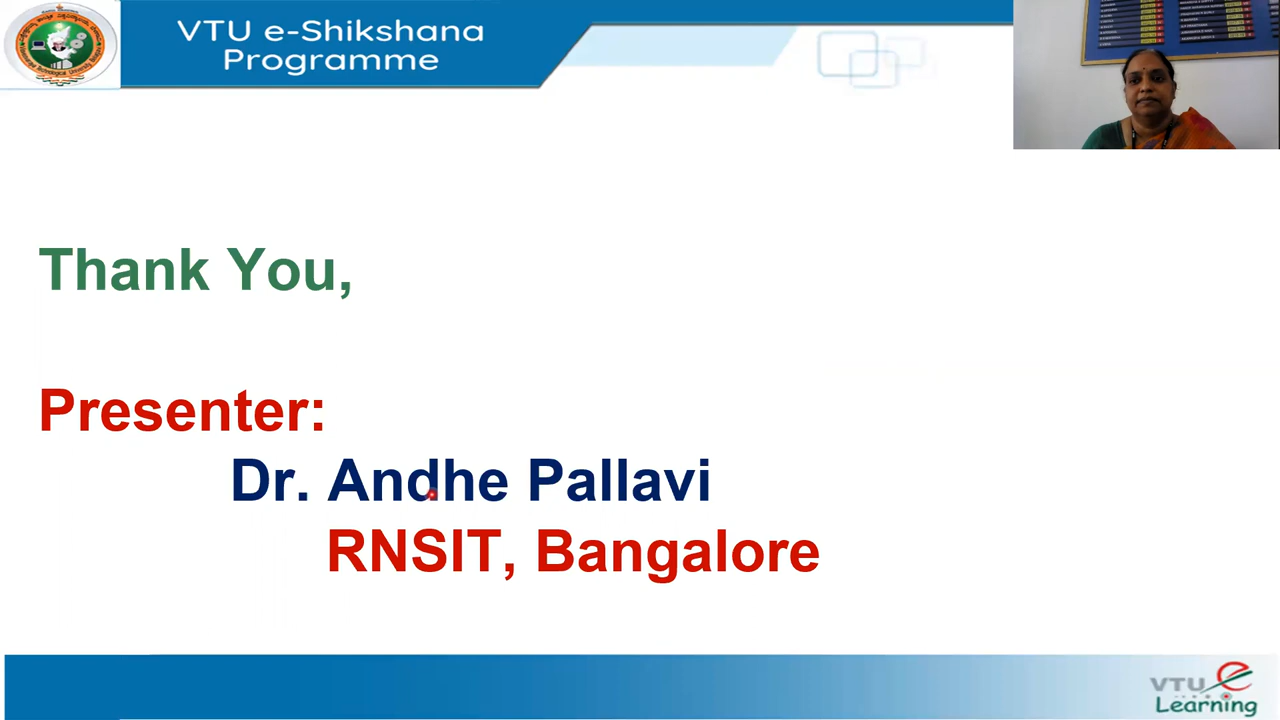 VTU e-Shikshana
Programme
Thank You,
Presenter:
Dr. Andhe Pallavi
RNSIT, Bangalore
VTU e
Learning